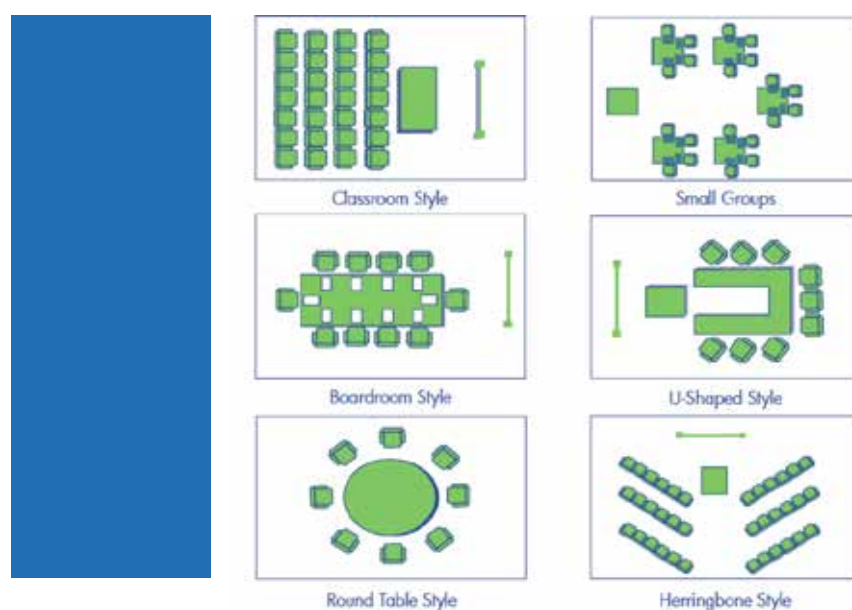 Classroom Style
Small Groups
Boardroom Style
U-Shaped Style
Round Table Style
Herringbone Style